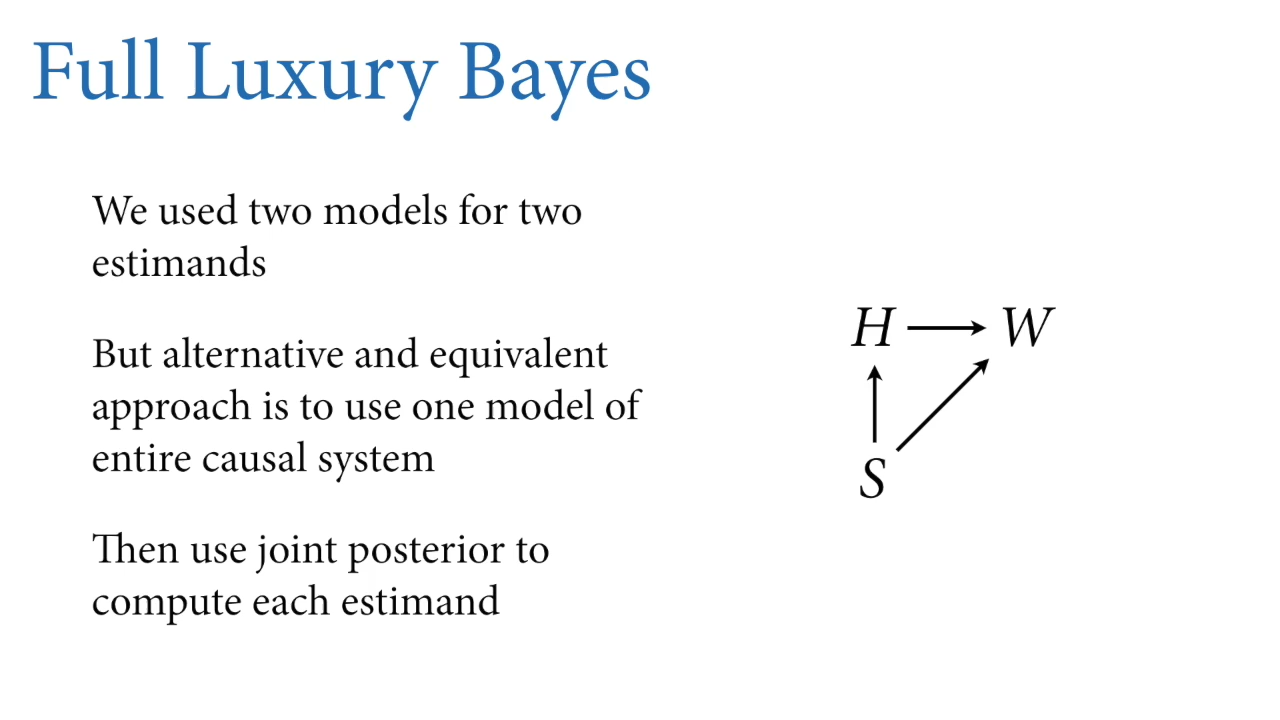 Full Luxury Bayes
We used two models for two
estimands
But alternative and equivalent
approach is to use one model of
entire causal system
Then use joint posterior to
compute each estimand
H W
S